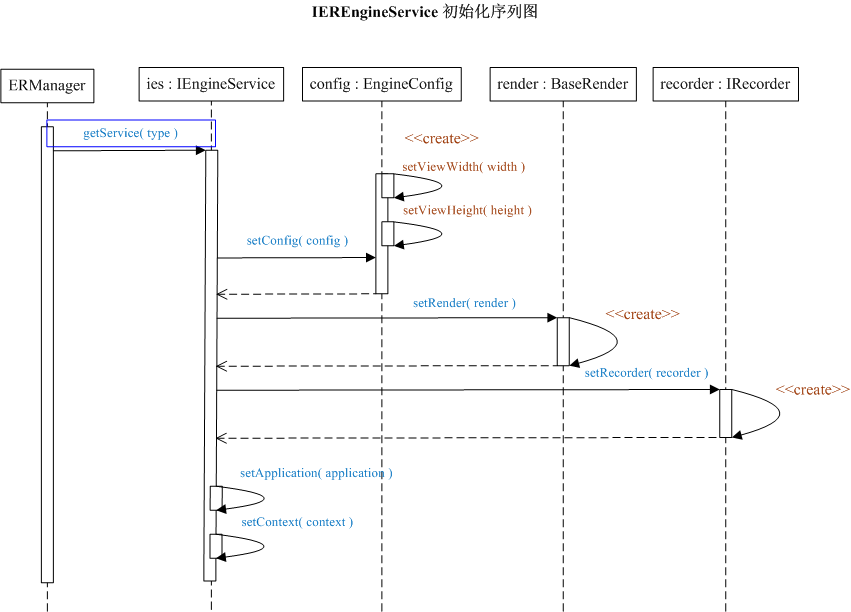 IEREngineService 初始化序列图
ERManager
ies : IEngineService
config : EngineConfig
render : BaseRender
recorder : IRecorder
getService( type )
<<create>>
setViewWidth( width )
setViewHeight( height )
setConfig( config )
setRender( render )
<<create>>
setRecorder( recorder )
<<create>>
setApplication( application )
setContext( context )